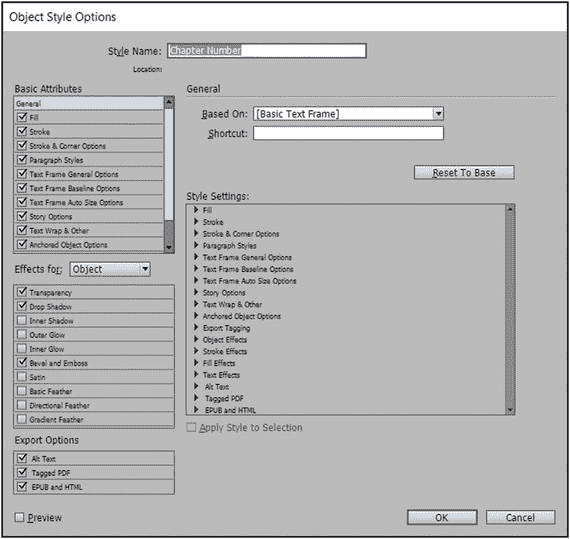 Object Style Options
Style Name: Chapter Number
Location:
Basic Attributes
General
Fill
Stroke
Stroke & Corner Options
Paragraph Styles
Text Frame General Options
Text Frame Baseline Options
Text Frame Auto Size Options
Story Options
Text Wrap & Other
Anchored Object Options
Effects for: Object
Transparency
Drop Shadow
Inner Shadow
Outer Glow
Inner Glow
Bevel and Emboss
Satin
Basic Feather
Directional Feather
Gradient Feather
Export Options
Alt Text
Tagged PDF
EPUB and HTML
Preview
General
Based On: [Basic Text Frame]
Shortcut:
Reset To Base
Style Settings:
Fill
Stroke
Stroke & Corner Options
Paragraph Styles
Text Frame General Options
Text Frame Baseline Options
Text Frame Auto Size Options
Story Options
Text Wrap & Other
Anchored Object Options
Export Tagging
Object Effects
Stroke Effects
Fill Effects
Text Effects
Alt Text
Tagged PDF
EPUB and HTML
Apply Style to Selection
OK
Cancel